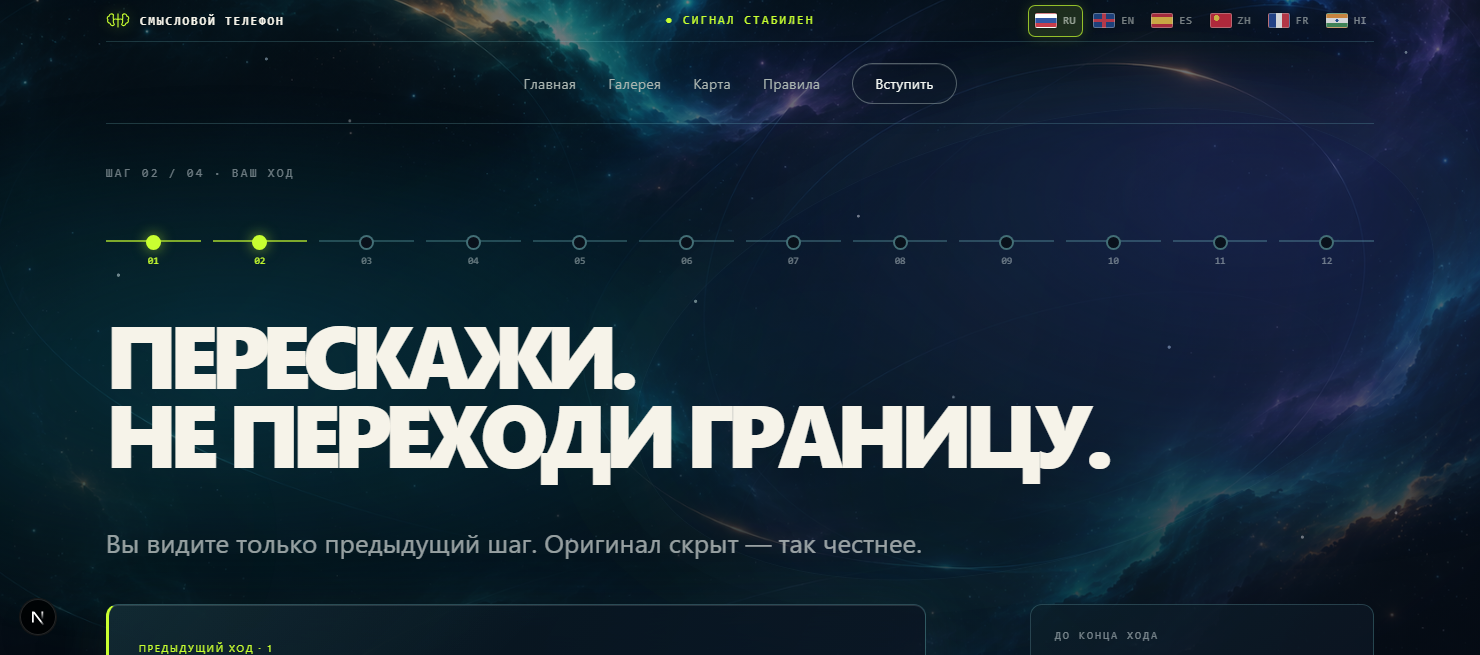 СМЫСЛОВОЙ ТЕЛЕФОН
СИГНАЛ СТАБИЛЕН
RU EN ES ZH FR HI
Главная Галерея Карта Правила Вступить
ШАГ 02 / 04 · ВАШ ХОД
01 02 03 04 05 06 07 08 09 10 11 12
ПЕРЕСКАЖИ.
НЕ ПЕРЕХОДИ ГРАНИЦУ.
Вы видите только предыдущий шаг. Оригинал скрыт — так честнее.
ПРЕДЫДУЩИЙ ХОД · 1
ДО КОНЦА ХОДА